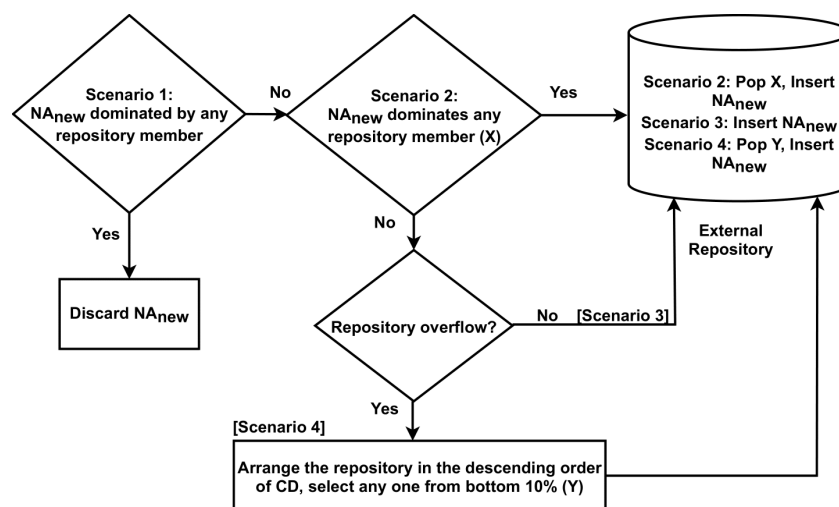 Scenario 1:
NAnew dominated by any
repository member
No
Scenario 2:
NAnew dominates any
repository member (X)
Yes
Scenario 2: Pop X, Insert
NAnew
Scenario 3: Insert NAnew
Scenario 4: Pop Y, Insert
NAnew
Yes
No
External
Repository
Discard NAnew
Repository overflow?
No [Scenario 3]
Yes
[Scenario 4]
Arrange the repository in the descending order
of CD, select any one from bottom 10% (Y)